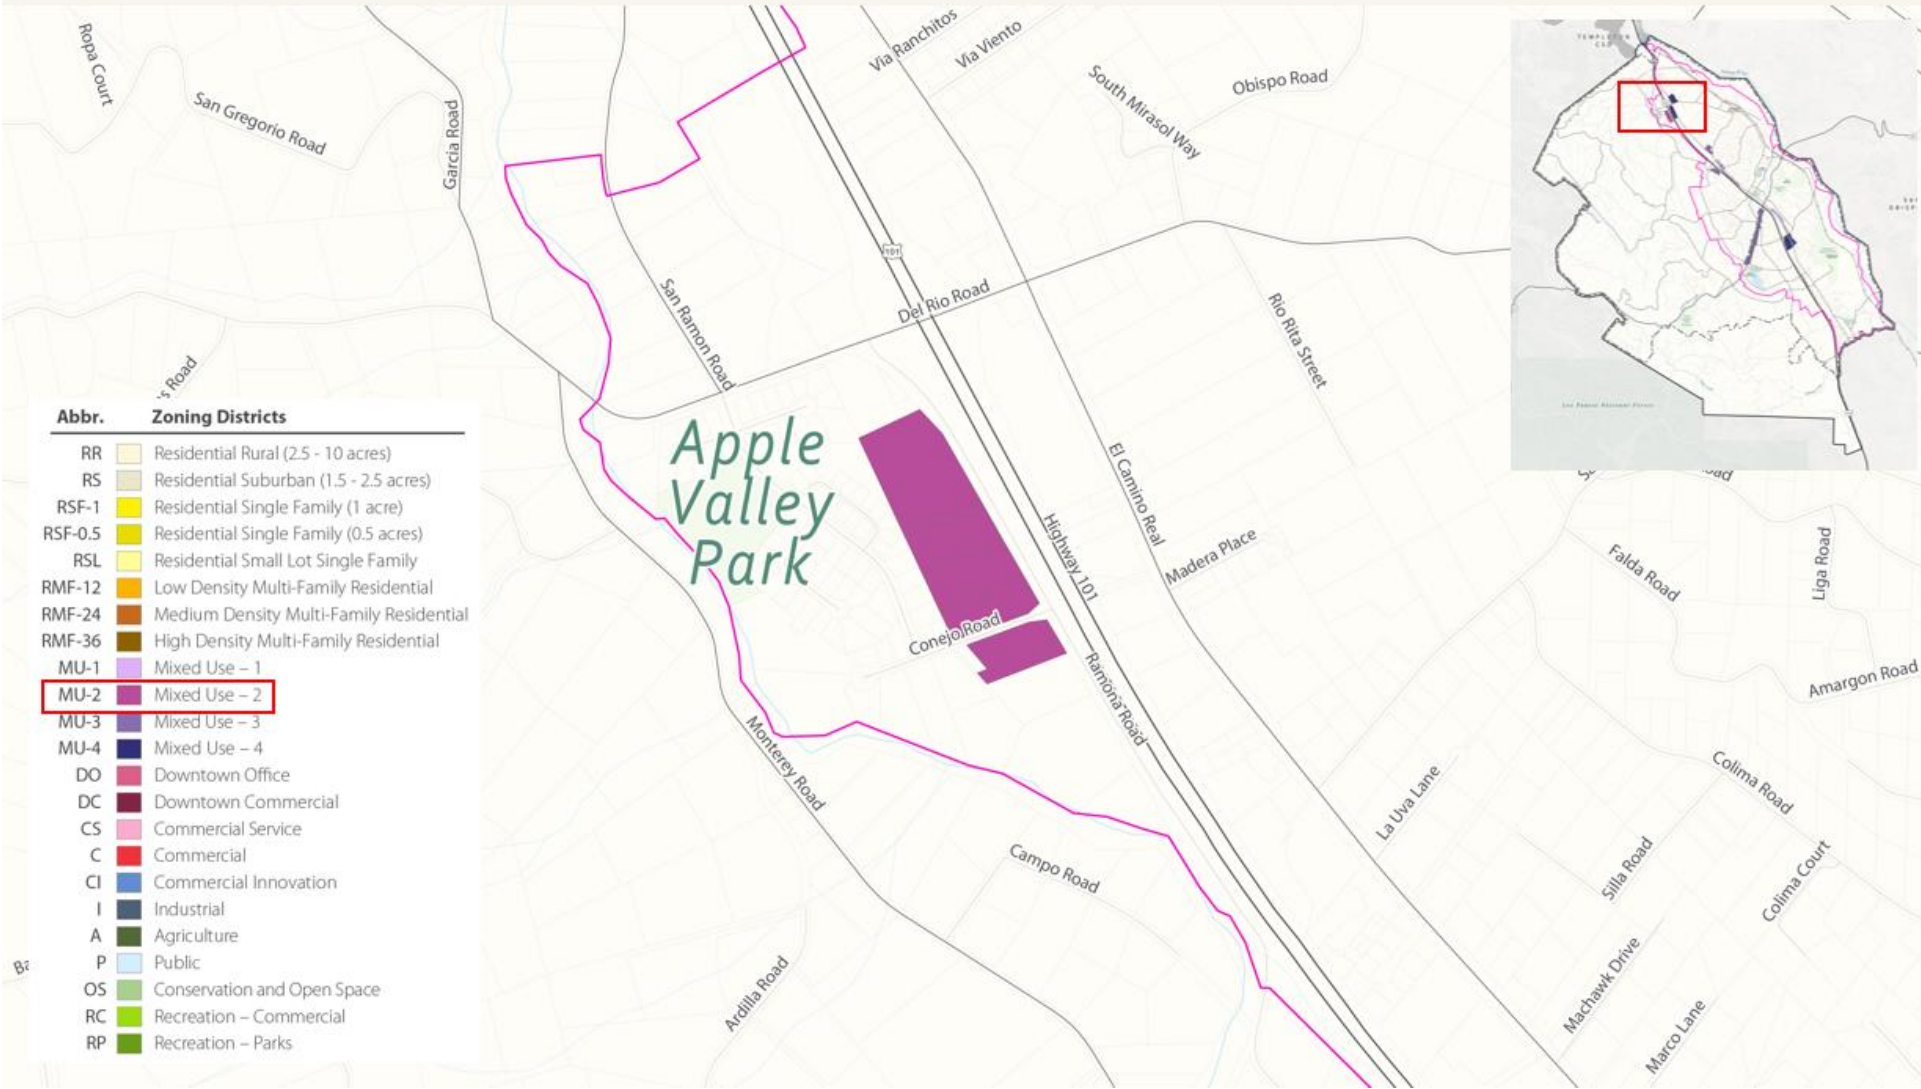 Ropa Court
San Gregorio Road
Garcia Road
Via Ranchitos
Via Viento
South Mirasol Way
Obispo Road
101
Del Rio Road
San Ramon Road
Rio Rita Street
El Camino Real
Highway 101
Madera Place
Apple
Valley
Park
Conejo Road
Ramona Road
Monterey Road
Campo Road
Ardilla Road
La Uva Lane
Falda Road
Liga Road
Amargon Road
Colima Road
Silla Road
Colima Court
Machawk Drive
Marco Lane
Road
Abbr. Zoning Districts
RR Residential Rural (2.5 - 10 acres)
RS Residential Suburban (1.5 - 2.5 acres)
RSF-1 Residential Single Family (1 acre)
RSF-0.5 Residential Single Family (0.5 acres)
RSL Residential Small Lot Single Family
RMF-12 Low Density Multi-Family Residential
RMF-24 Medium Density Multi-Family Residential
RMF-36 High Density Multi-Family Residential
MU-1 Mixed Use – 1
MU-2 Mixed Use – 2
MU-3 Mixed Use – 3
MU-4 Mixed Use – 4
DO Downtown Office
DC Downtown Commercial
CS Commercial Service
C Commercial
CI Commercial Innovation
I Industrial
A Agriculture
P Public
OS Conservation and Open Space
RC Recreation – Commercial
RP Recreation – Parks